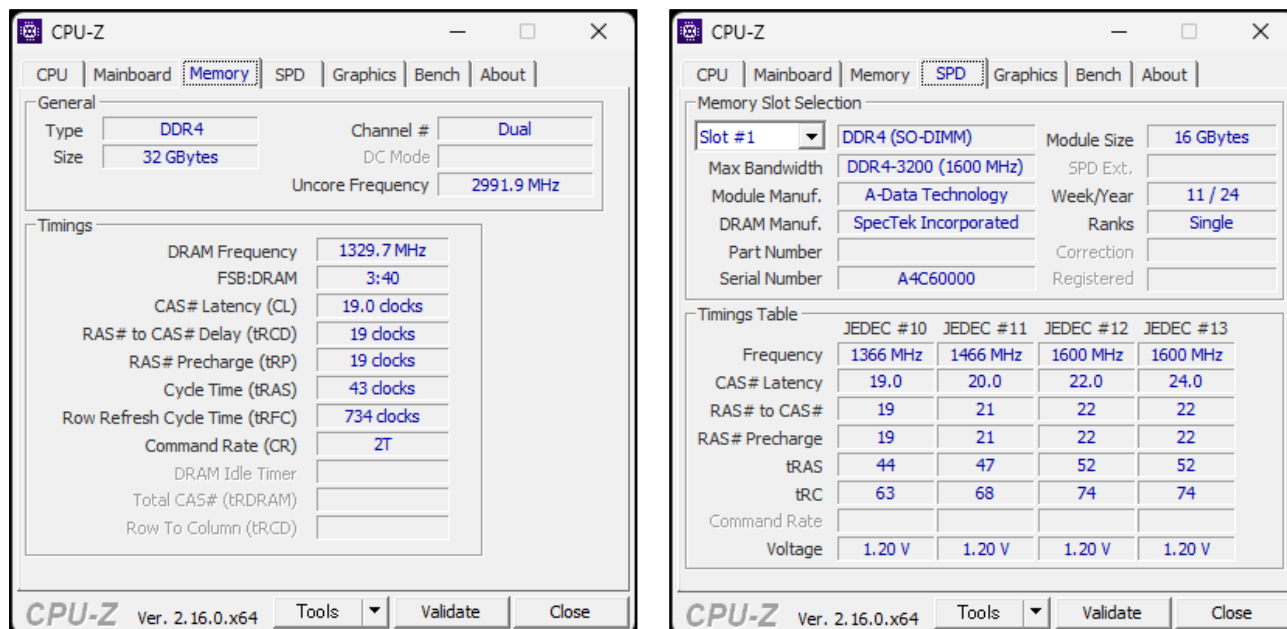 CPU-Z
CPU Mainboard Memory SPD Graphics Bench About
General
Type DDR4 Channel # Dual
Size 32 GBytes DC Mode
Uncore Frequency 2991.9 MHz
Timings
DRAM Frequency 1329.7 MHz
FSB:DRAM 3:40
CAS# Latency (CL) 19.0 clocks
RAS# to CAS# Delay (tRCD) 19 clocks
RAS# Precharge (tRP) 19 clocks
Cycle Time (tRAS) 43 clocks
Row Refresh Cycle Time (tRFC) 734 clocks
Command Rate (CR) 2T
DRAM Idle Timer
Total CAS# (tRDRAM)
Row To Column (tRCD)
CPU-Z Ver. 2.16.0.x64 Tools Validate Close
CPU-Z
CPU Mainboard Memory SPD Graphics Bench About
Memory Slot Selection
Slot #1 DDR4 (SO-DIMM) Module Size 16 GBytes
Max Bandwidth DDR4-3200 (1600 MHz) SPD Ext.
Module Manuf. A-Data Technology Week/Year 11 / 24
DRAM Manuf. SpecTek Incorporated Ranks Single
Part Number Correction
Serial Number A4C60000 Registered
Timings Table
JEDEC #10 JEDEC #11 JEDEC #12 JEDEC #13
Frequency 1366 MHz 1466 MHz 1600 MHz 1600 MHz
CAS# Latency 19.0 20.0 22.0 24.0
RAS# to CAS# 19 21 22 22
RAS# Precharge 19 21 22 22
tRAS 44 47 52 52
tRC 63 68 74 74
Command Rate
Voltage 1.20 V 1.20 V 1.20 V 1.20 V
CPU-Z Ver. 2.16.0.x64 Tools Validate Close